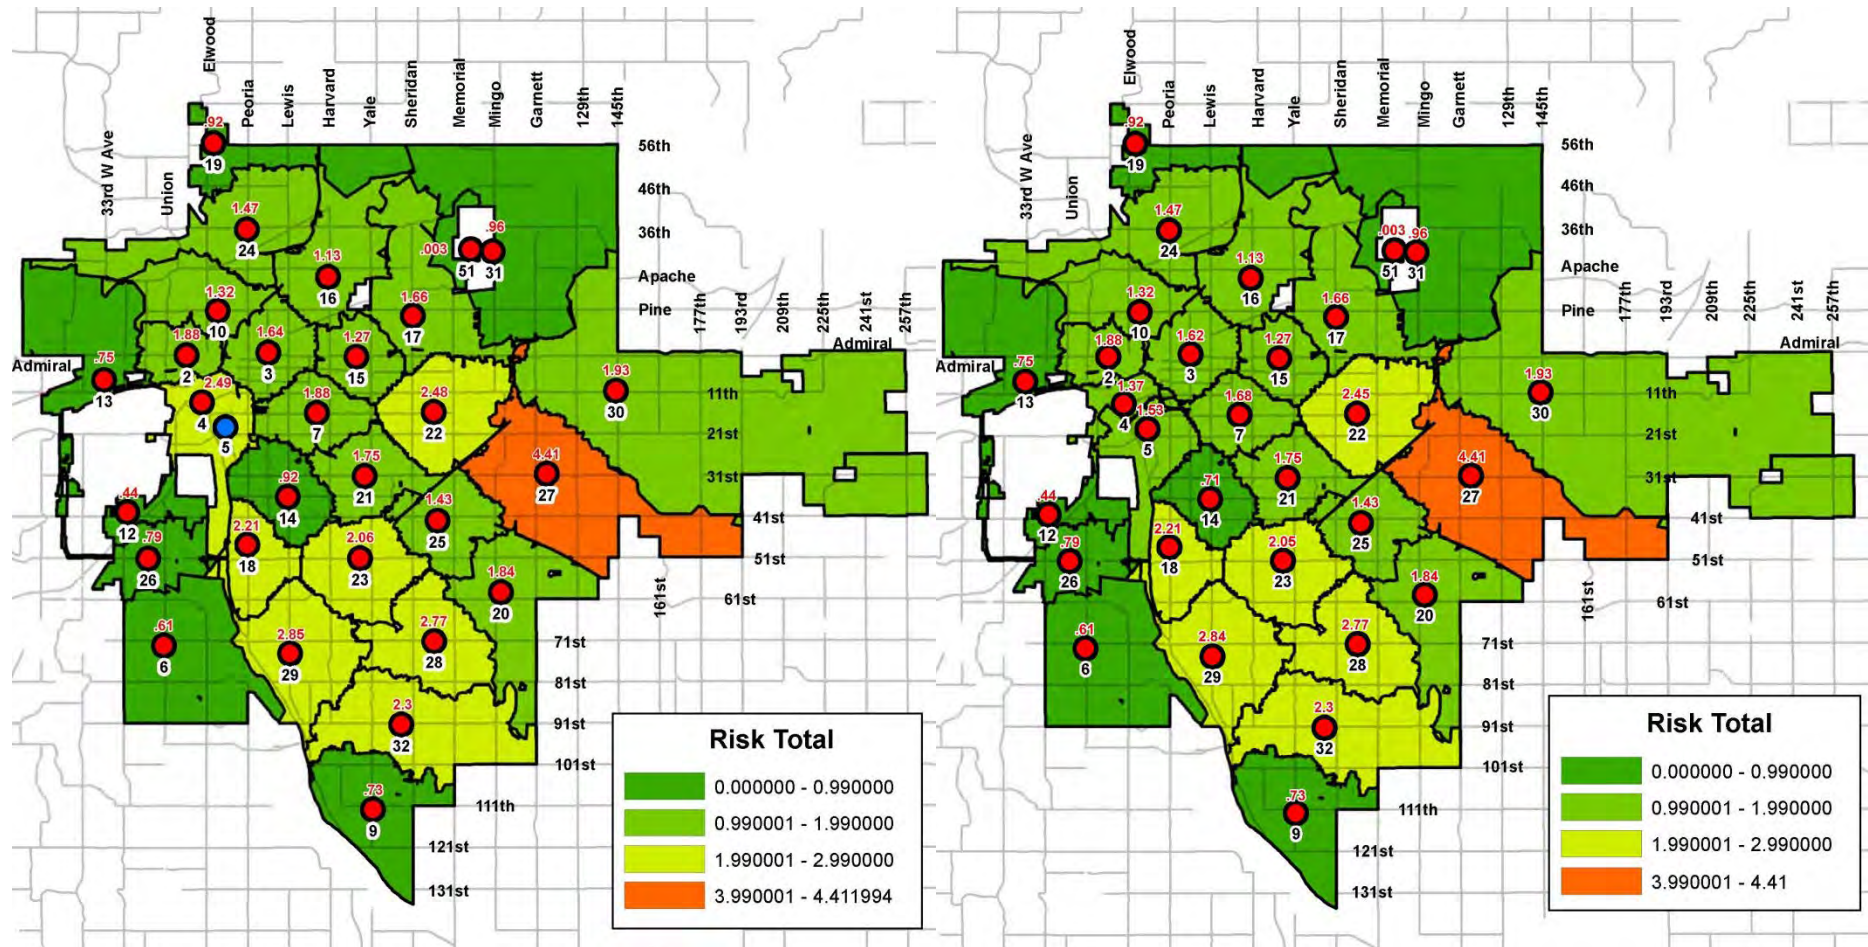 Elwood
Peoria
Lewis
Harvard
Yale
Sheridan
Memorial
Mingo
Garnett
129th
145th
33rd W Ave
Union
56th
46th
36th
Apache
Pine
177th
193rd
209th
225th
241st
257th
Admiral
Admiral
11th
21st
31st
41st
51st
161st
61st
71st
81st
91st
101st
111th
121st
131st
.92
19
1.47
24
1.13
16
.003
51
.96
31
1.32
10
1.66
17
1.88
2
1.64
3
1.27
15
.75
13
2.49
4
5
1.88
7
2.48
22
1.93
30
1.75
21
4.41
27
.92
14
.44
12
1.43
25
.79
26
2.21
18
2.06
23
1.84
20
.61
6
2.85
29
2.77
28
2.3
32
.73
9
Risk Total
0.000000 - 0.990000
0.990001 - 1.990000
1.990001 - 2.990000
3.990001 - 4.411994
Elwood
Peoria
Lewis
Harvard
Yale
Sheridan
Memorial
Mingo
Garnett
129th
145th
33rd W Ave
Union
56th
46th
36th
Apache
Pine
177th
193rd
209th
225th
241st
257th
Admiral
Admiral
11th
21st
31st
41st
51st
161st
61st
71st
81st
91st
101st
111th
121st
131st
.92
19
1.47
24
1.13
16
.003
51
.96
31
1.32
10
1.66
17
1.88
2
1.62
3
1.27
15
.75
13
1.37
4
1.53
5
1.68
7
2.45
22
1.93
30
1.75
21
4.41
27
.71
14
.44
12
1.43
25
.79
26
2.21
18
2.05
23
1.84
20
.61
6
2.84
29
2.77
28
2.3
32
.73
9
Risk Total
0.000000 - 0.990000
0.990001 - 1.990000
1.990001 - 2.990000
3.990001 - 4.41